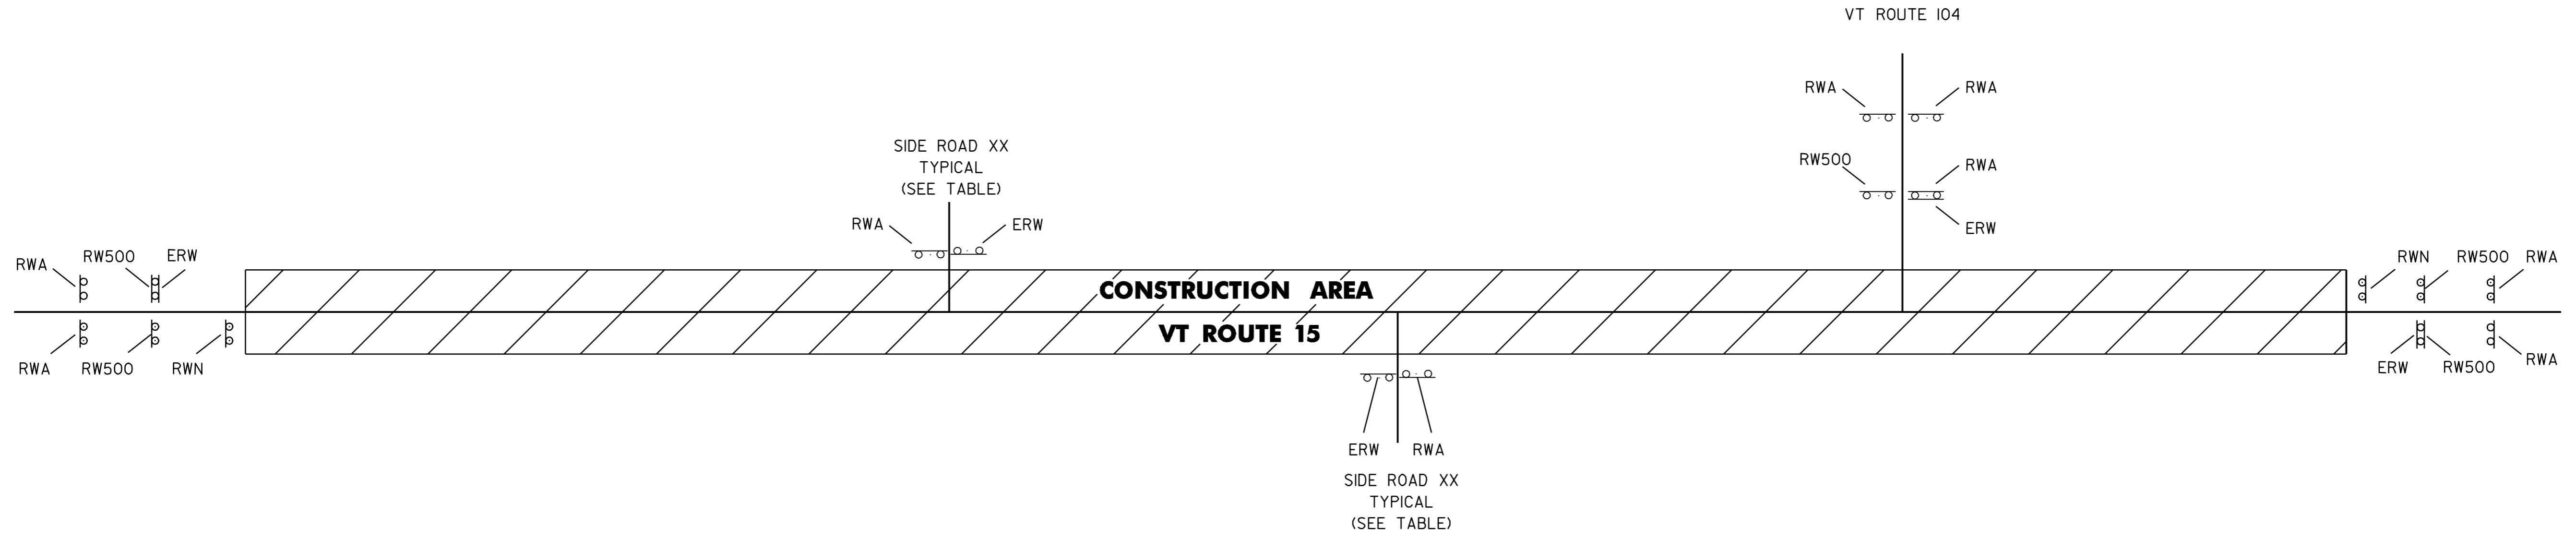 VT ROUTE 104
RWA
RWA
RW500
RWA
ERW
SIDE ROAD XX
TYPICAL
(SEE TABLE)
RWA
ERW
RWA
RW500
ERW
RWN
RW500
RWA
CONSTRUCTION AREA
VT ROUTE 15
RWA
RW500
RWN
ERW
RW500
RWA
ERW
RWA
SIDE ROAD XX
TYPICAL
(SEE TABLE)